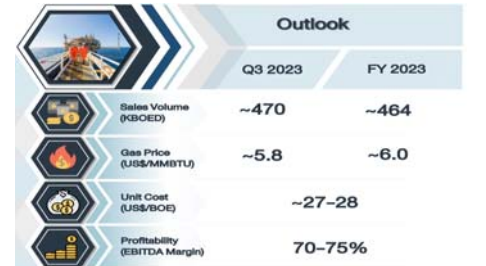 Outlook
Q3 2023 FY 2023
Sales Volume
(KBOED) ~470 ~464
Gas Price
(US$/MMBTU) ~5.8 ~6.0
Unit Cost
(US$/BOE) ~27-28
Profitability
(EBITDA Margin) 70-75%